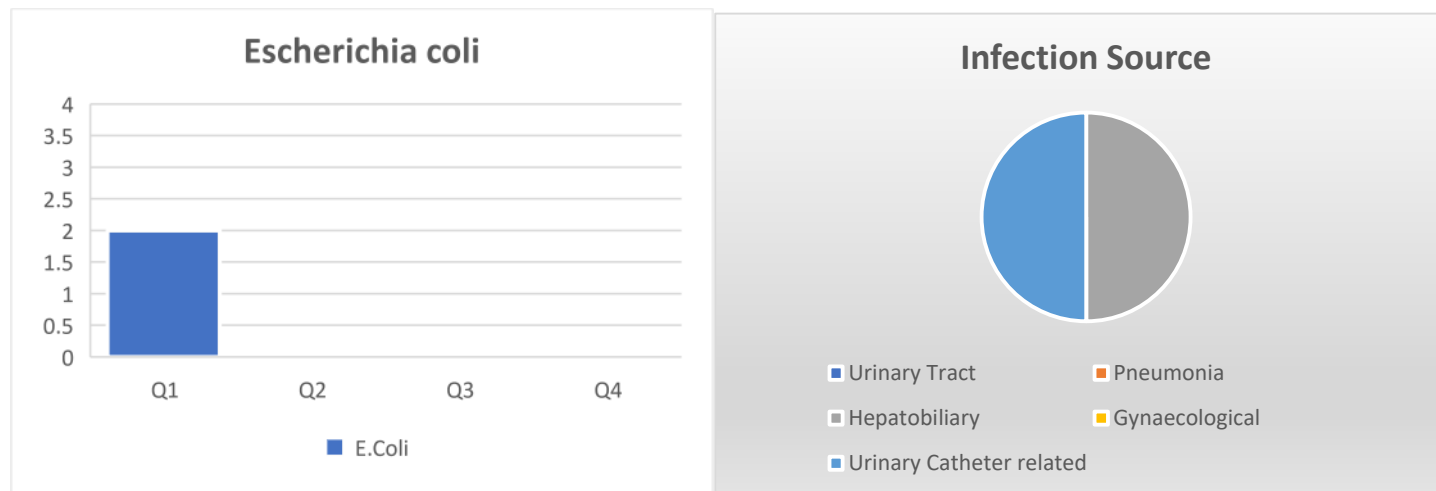 Escherichia coli
4
3.5
3
2.5
2
1.5
1
0.5
0
Q1 Q2 Q3 Q4
E.Coli
Infection Source
Urinary Tract Pneumonia
Hepatobiliary Gynaecological
Urinary Catheter related